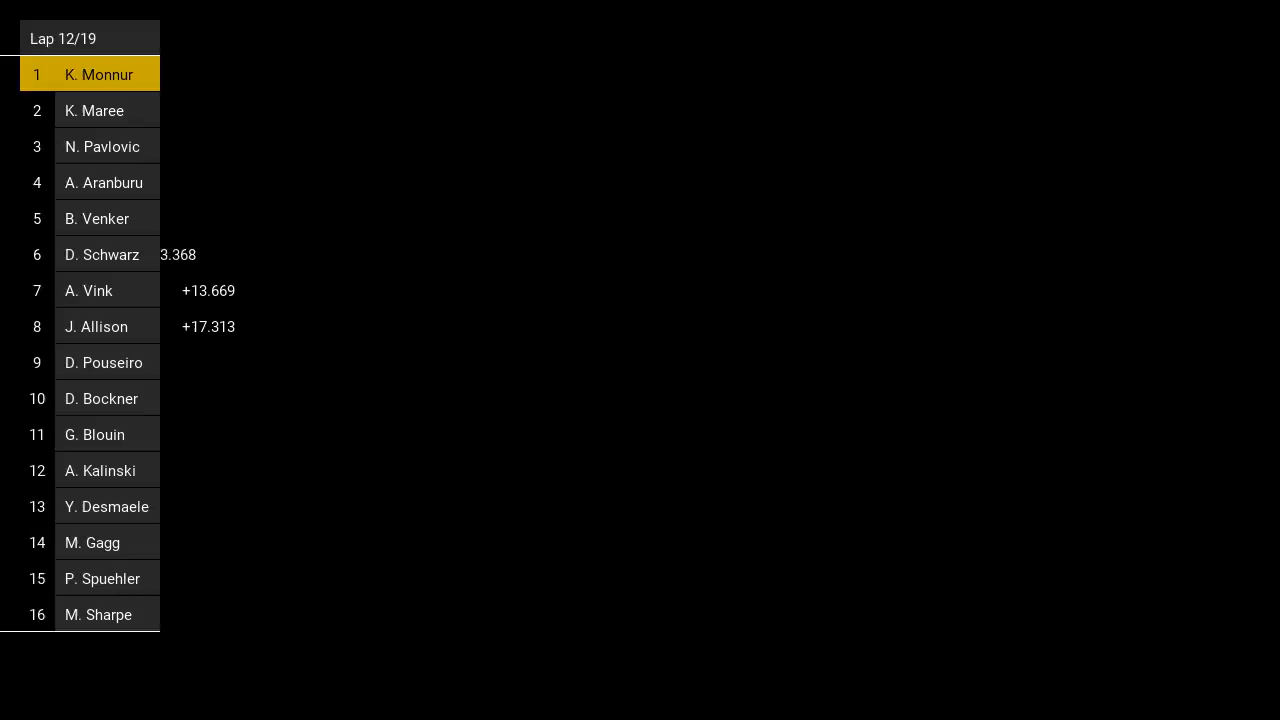 Lap 12/19
1 K. Monnur
2 K. Maree
3 N. Pavlovic
4 A. Aranburu
5 B. Venker
6 D. Schwarz 3.368
7 A. Vink +13.669
8 J. Allison +17.313
9 D. Pouseiro
10 D. Bockner
11 G. Blouin
12 A. Kalinski
13 Y. Desmaele
14 M. Gagg
15 P. Spuehler
16 M. Sharpe